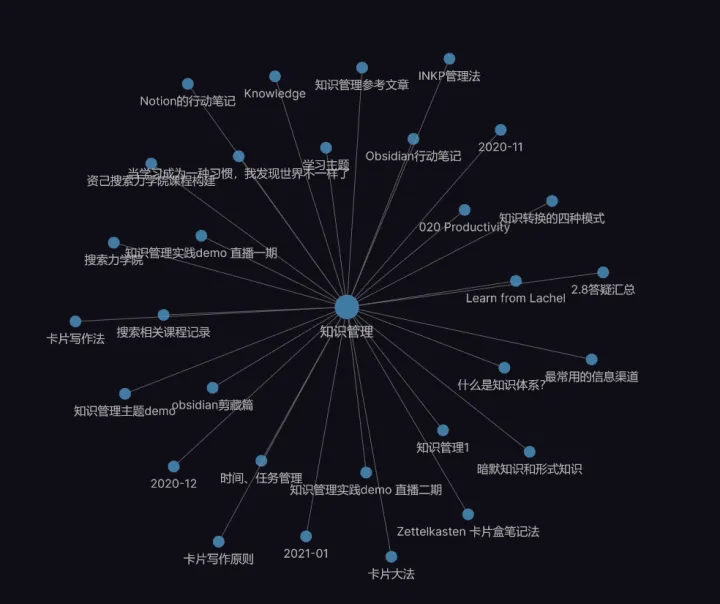 INKP管理法
知识管理参考文章
Knowledge
Notion的行动笔记
2020-11
Obsidian行动笔记
学习主题
当学习成为一种习惯，我发现世界不一样了
资己搜索力学院课程构建
知识转换的四种模式
020 Productivity
知识管理实践demo 直播一期
搜索力学院
2.8答疑汇总
Learn from Lachel
知识管理
搜索相关课程记录
卡片写作法
最常用的信息渠道
什么是知识体系?
obsidian剪藏篇
知识管理主题demo
知识管理1
暗默知识和形式知识
时间、任务管理
2020-12
知识管理实践demo 直播二期
Zettelkasten 卡片盒笔记法
2021-01
卡片写作原则
卡片大法